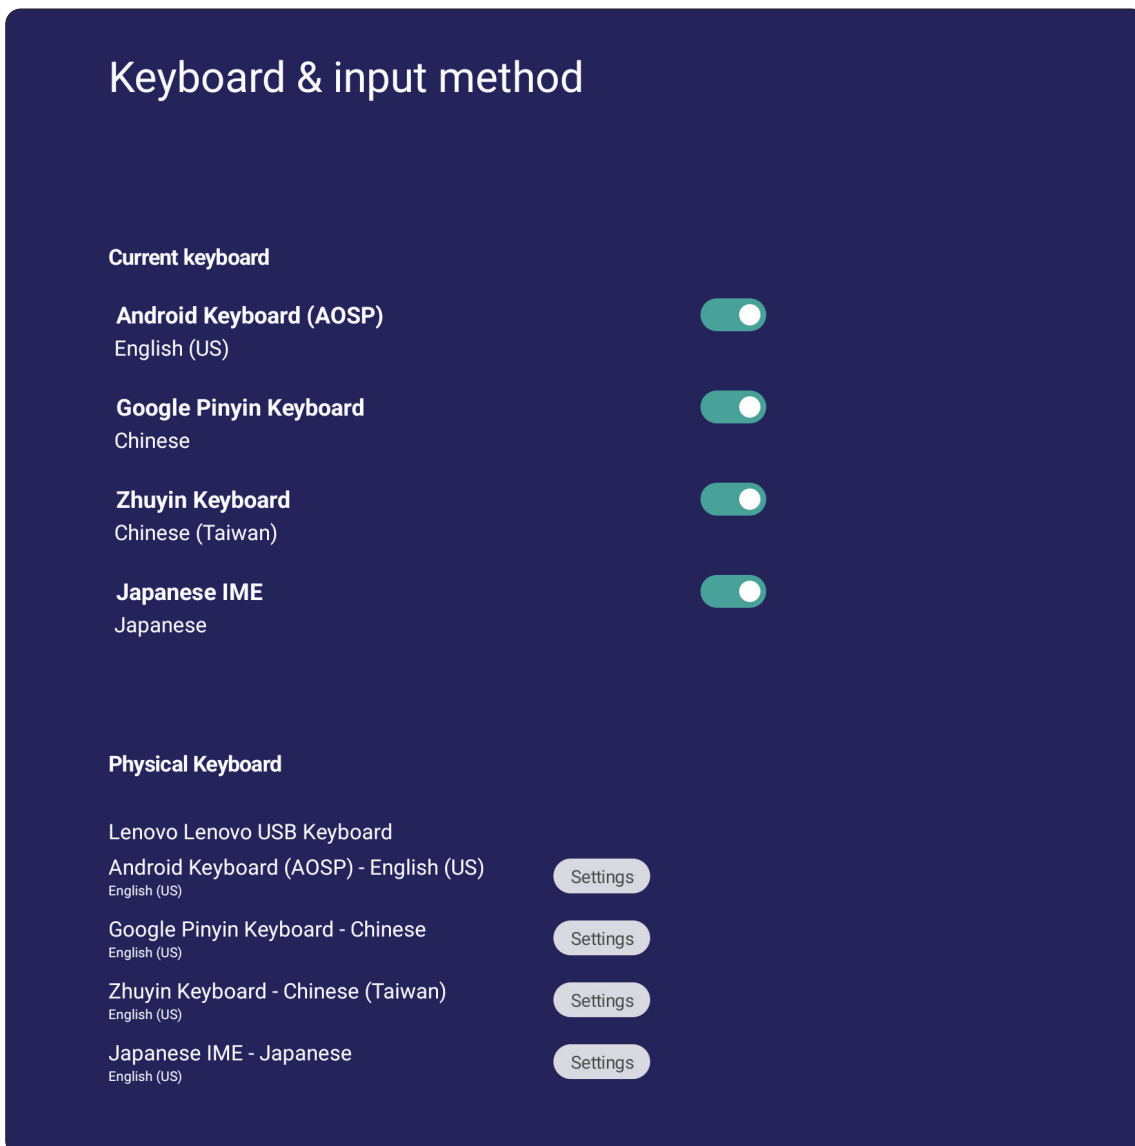 Keyboard & input method
Current keyboard
Android Keyboard (AOSP)
English (US)
Google Pinyin Keyboard
Chinese
Zhuyin Keyboard
Chinese (Taiwan)
Japanese IME
Japanese
Physical Keyboard
Lenovo Lenovo USB Keyboard
Android Keyboard (AOSP) - English (US)
English (US)
Settings
Google Pinyin Keyboard - Chinese
English (US)
Settings
Zhuyin Keyboard - Chinese (Taiwan)
English (US)
Settings
Japanese IME - Japanese
English (US)
Settings